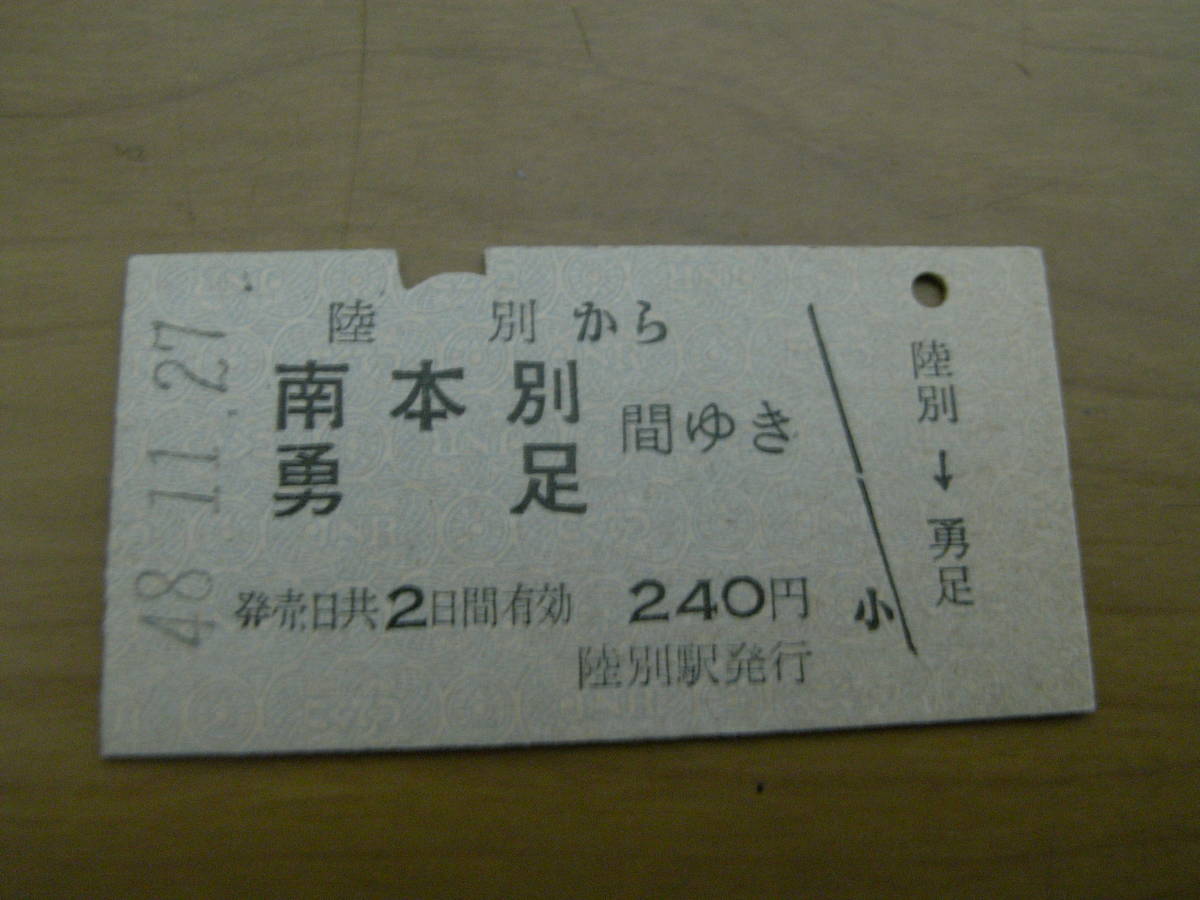 48.11.27
陸別から
南本別
勇足
間ゆき
発売日共2日間有効 240円
陸別駅発行
小
陸別→勇足